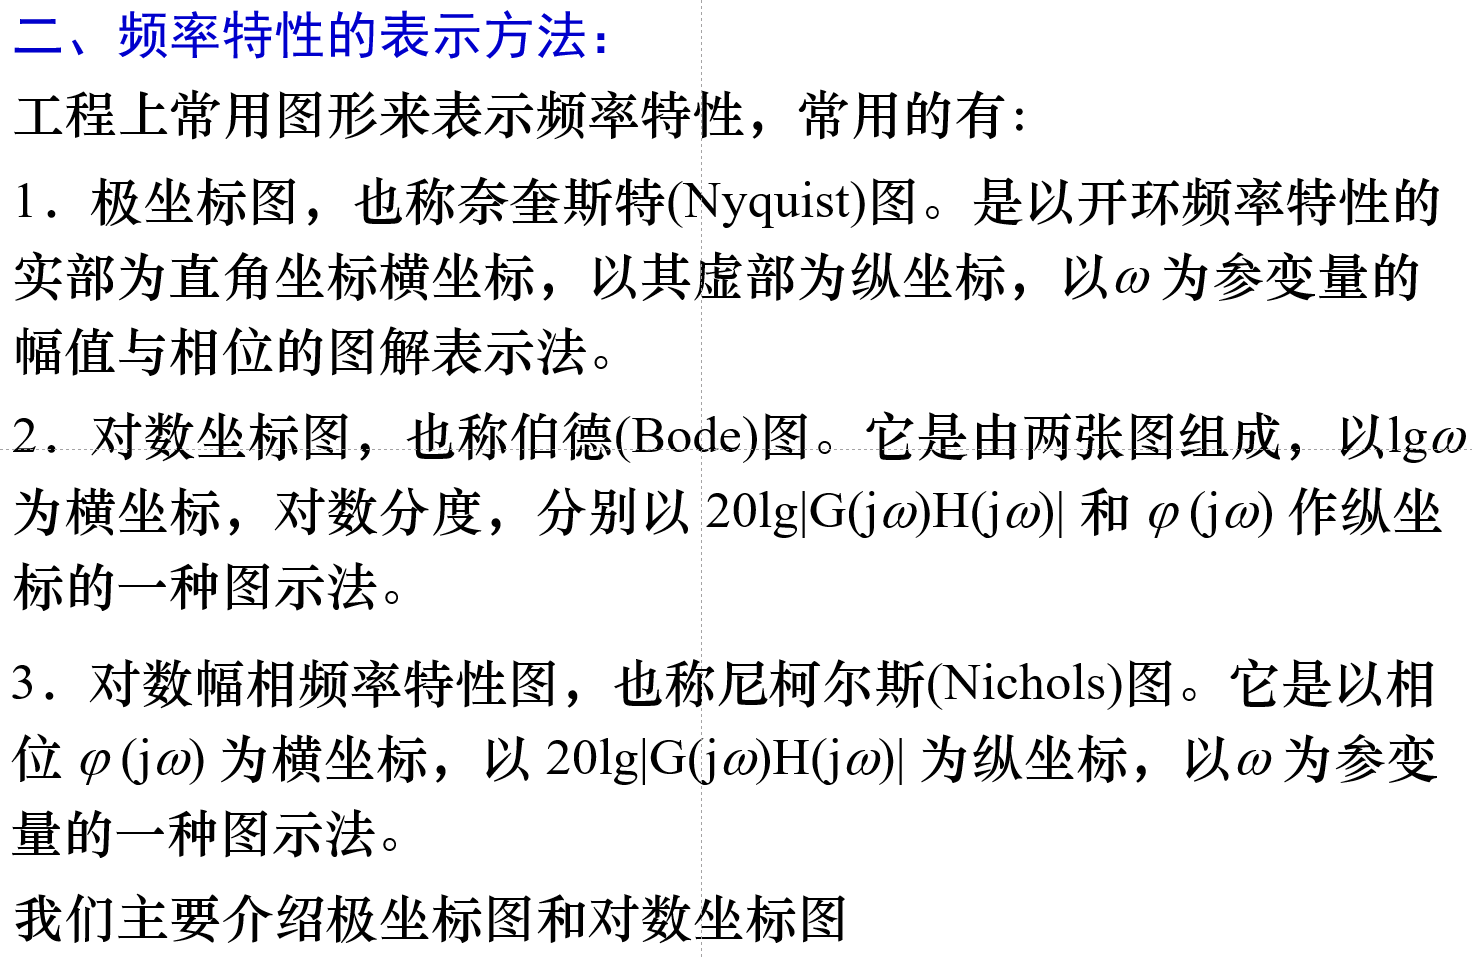 二、频率特性的表示方法：
工程上常用图形来表示频率特性，常用的有：
1．极坐标图，也称奈奎斯特(Nyquist)图。是以开环频率特性的
实部为直角坐标横坐标，以其虚部为纵坐标，以ω 为参变量的
幅值与相位的图解表示法。
2．对数坐标图，也称伯德(Bode)图。它是由两张图组成，以lgω
为横坐标，对数分度，分别以 20lg|G(jω)H(jω)| 和 φ (jω) 作纵坐
标的一种图示法。
3．对数幅相频率特性图，也称尼柯尔斯(Nichols)图。它是以相
位 φ (jω) 为横坐标，以 20lg|G(jω)H(jω)| 为纵坐标，以ω 为参变
量的一种图示法。
我们主要介绍极坐标图和对数坐标图